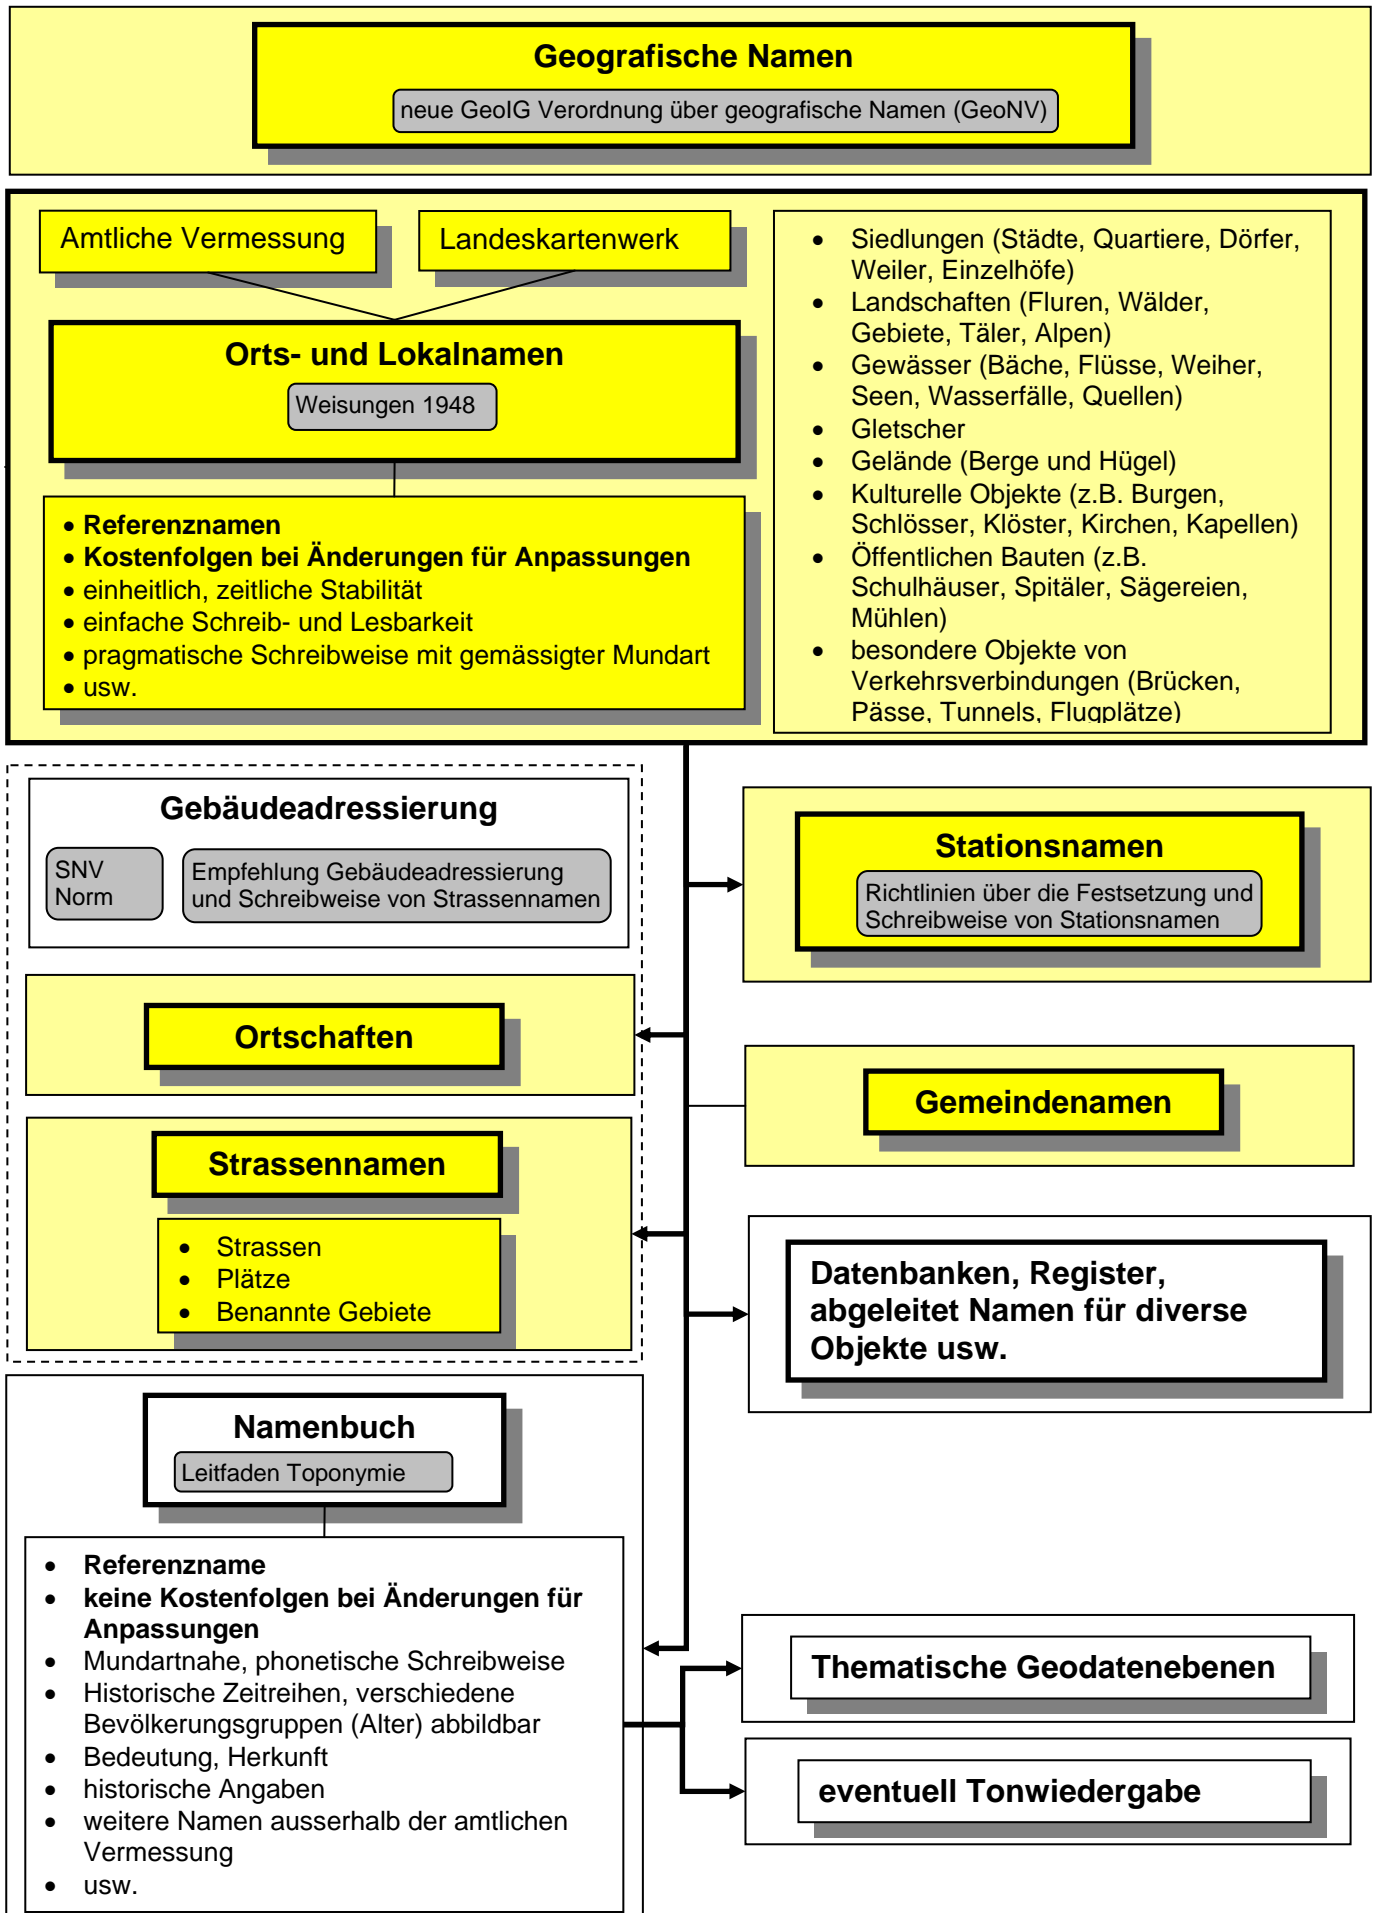 Geografische Namen
neue GeoIG Verordnung über geografische Namen (GeoNV)
Amtliche Vermessung
Landeskartenwerk
Orts- und Lokalnamen
Weisungen 1948
• Referenznamen
• Kostenfolgen bei Änderungen für Anpassungen
• einheitlich, zeitliche Stabilität
• einfache Schreib- und Lesbarkeit
• pragmatische Schreibweise mit gemässigter Mundart
• usw.
• Siedlungen (Städte, Quartiere, Dörfer,
Weiler, Einzelhöfe)
• Landschaften (Fluren, Wälder,
Gebiete, Täler, Alpen)
• Gewässer (Bäche, Flüsse, Weiher,
Seen, Wasserfälle, Quellen)
• Gletscher
• Gelände (Berge und Hügel)
• Kulturelle Objekte (z.B. Burgen,
Schlösser, Klöster, Kirchen, Kapellen)
• Öffentlichen Bauten (z.B.
Schulhäuser, Spitäler, Sägereien,
Mühlen)
• besondere Objekte von
Verkehrsverbindungen (Brücken,
Pässe, Tunnels, Flugplätze)
Gebäudeadressierung
SNV
Norm
Empfehlung Gebäudeadressierung
und Schreibweise von Strassennamen
Stationsnamen
Richtlinien über die Festsetzung und
Schreibweise von Stationsnamen
Ortschaften
Gemeindenamen
Strassennamen
• Strassen
• Plätze
• Benannte Gebiete
Datenbanken, Register,
abgeleitet Namen für diverse
Objekte usw.
Namenbuch
Leitfaden Toponymie
• Referenzname
• keine Kostenfolgen bei Änderungen für
Anpassungen
• Mundartnahe, phonetische Schreibweise
• Historische Zeitreihen, verschiedene
Bevölkerungsgruppen (Alter) abbildbar
• Bedeutung, Herkunft
• historische Angaben
• weitere Namen ausserhalb der amtlichen
Vermessung
• usw.
Thematische Geodatenebenen
eventuell Tonwiedergabe